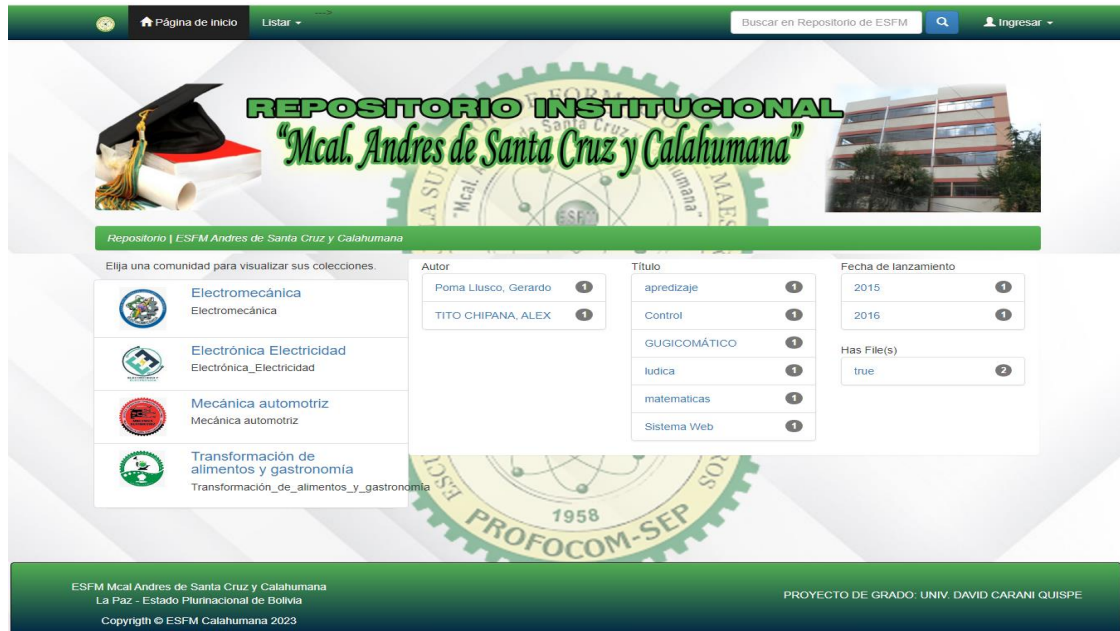 Página de inicio
Listar
--->
Buscar en Repositorio de ESFM
Ingresar
REPOSITORIO INSTITUCIONAL
"Mcal. Andres de Santa Cruz y Calahumana"
ESFM
Repositorio | ESFM Andres de Santa Cruz y Calahumana
Elija una comunidad para visualizar sus colecciones.
Electromecánica
Electromecánica
Electrónica Electricidad
Electrónica_Electricidad
Mecánica automotriz
Mecánica automotriz
Transformación de
alimentos y gastronomía
Transformación_de_alimentos_y_gastronomía
Autor
Poma Llusco, Gerardo 1
TITO CHIPANA, ALEX 1
Título
apredizaje 1
Control 1
GUGICOMÁTICO 1
ludica 1
matematicas 1
Sistema Web 1
Fecha de lanzamiento
2015 1
2016 1
Has File(s)
true 2
1958
PROFOCOM-SEP
ESFM Mcal Andres de Santa Cruz y Calahumana
La Paz - Estado Plurinacional de Bolivia
Copyrigth © ESFM Calahumana 2023
PROYECTO DE GRADO: UNIV. DAVID CARANI QUISPE